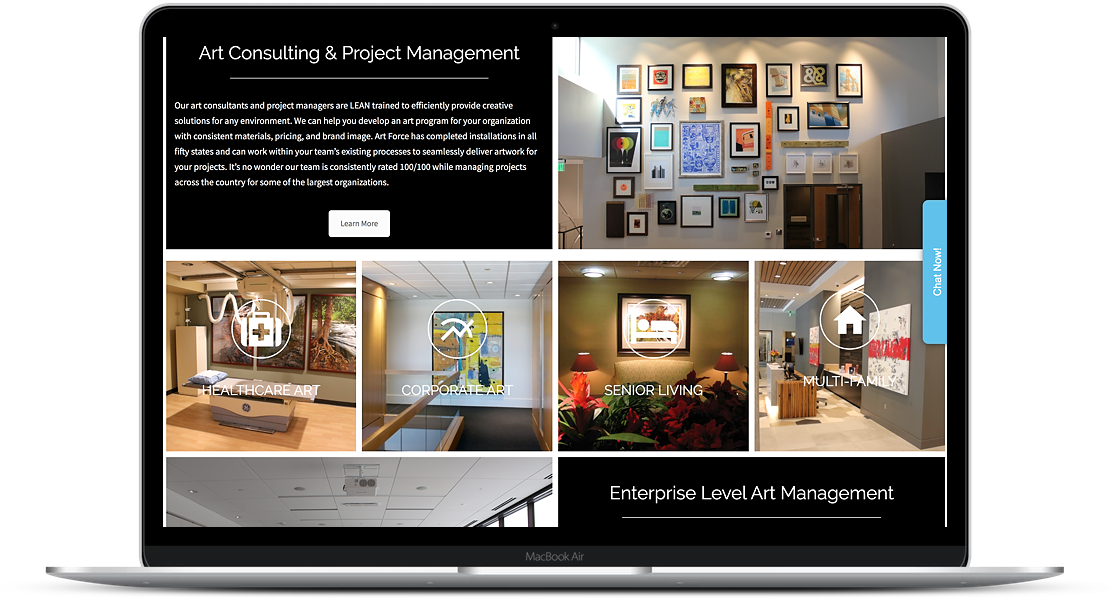 Art Consulting & Project Management
Our art consultants and project managers are LEAN trained to efficiently provide creative
solutions for any environment. We can help you develop an art program for your organization
with consistent materials, pricing, and brand image. Art Force has completed installations in all
fifty states and can work within your team's existing processes to seamlessly deliver artwork for
your projects. It's no wonder our team is consistently rated 100/100 while managing projects
across the country for some of the largest organizations.
Learn More
Chat Now!
HEALTHCARE ART
CORPORATE ART
SENIOR LIVING
MULTI-FAMILY
Enterprise Level Art Management
MacBook Air